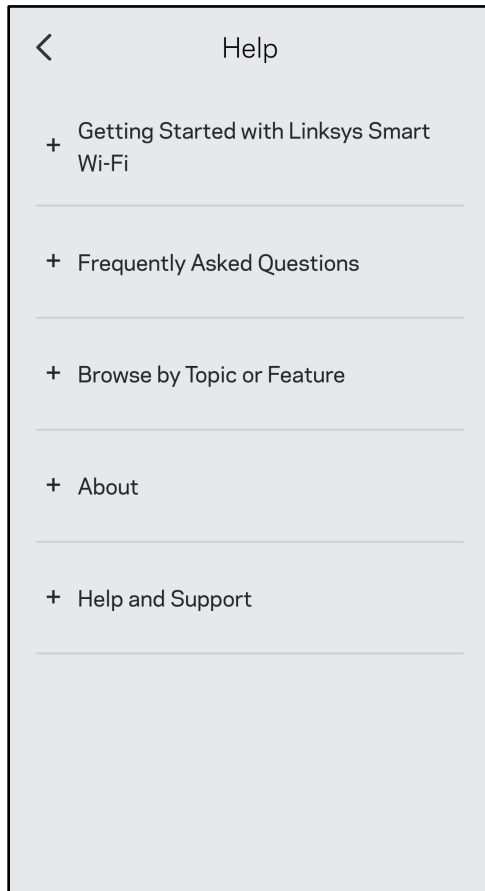 Help
Getting Started with Linksys Smart
Wi-Fi
Frequently Asked Questions
Browse by Topic or Feature
About
Help and Support